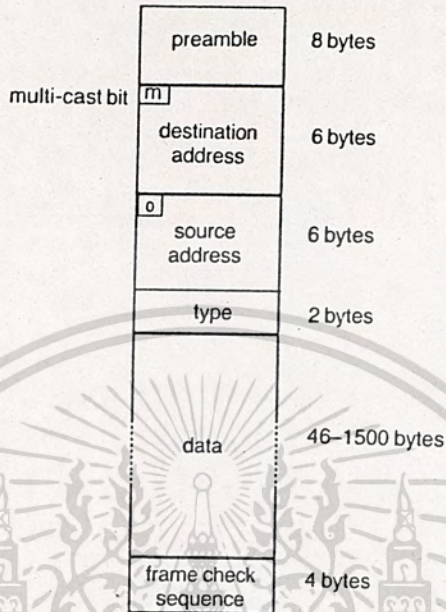 preamble 8 bytes
multi-cast bit m
destination
address 6 bytes
o
source
address 6 bytes
type 2 bytes
data 46–1500 bytes
frame check
sequence 4 bytes